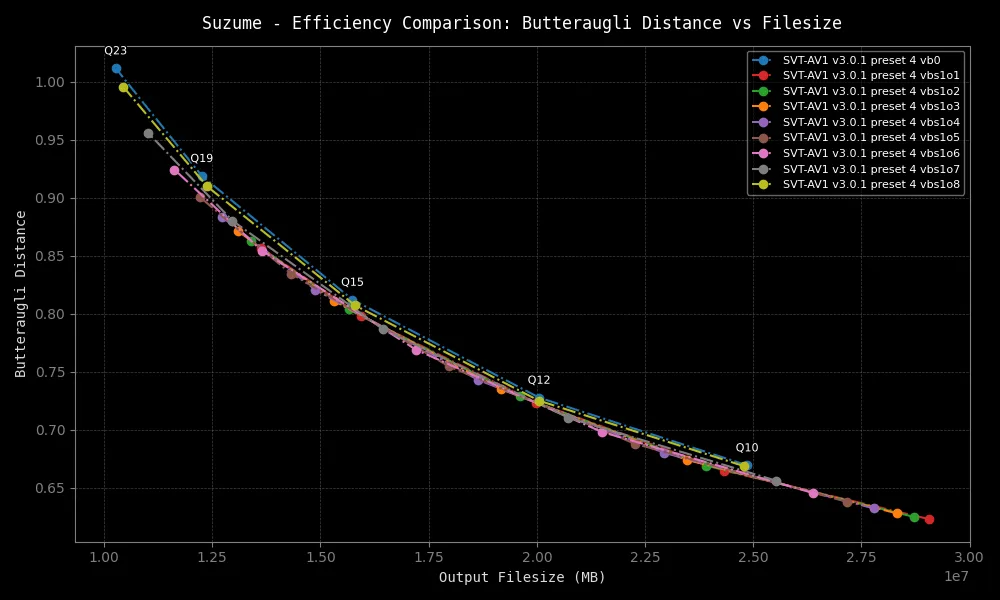 Suzume - Efficiency Comparison: Butteraugli Distance vs Filesize
Q23
Q19
Q15
Q12
Q10
SVT-AV1 v3.0.1 preset 4 vb0
SVT-AV1 v3.0.1 preset 4 vbs1o1
SVT-AV1 v3.0.1 preset 4 vbs1o2
SVT-AV1 v3.0.1 preset 4 vbs1o3
SVT-AV1 v3.0.1 preset 4 vbs1o4
SVT-AV1 v3.0.1 preset 4 vbs1o5
SVT-AV1 v3.0.1 preset 4 vbs1o6
SVT-AV1 v3.0.1 preset 4 vbs1o7
SVT-AV1 v3.0.1 preset 4 vbs1o8
Butteraugli Distance
1.00
0.95
0.90
0.85
0.80
0.75
0.70
0.65
1.00 1.25 1.50 1.75 2.00 2.25 2.50 2.75 3.00
1e7
Output Filesize (MB)